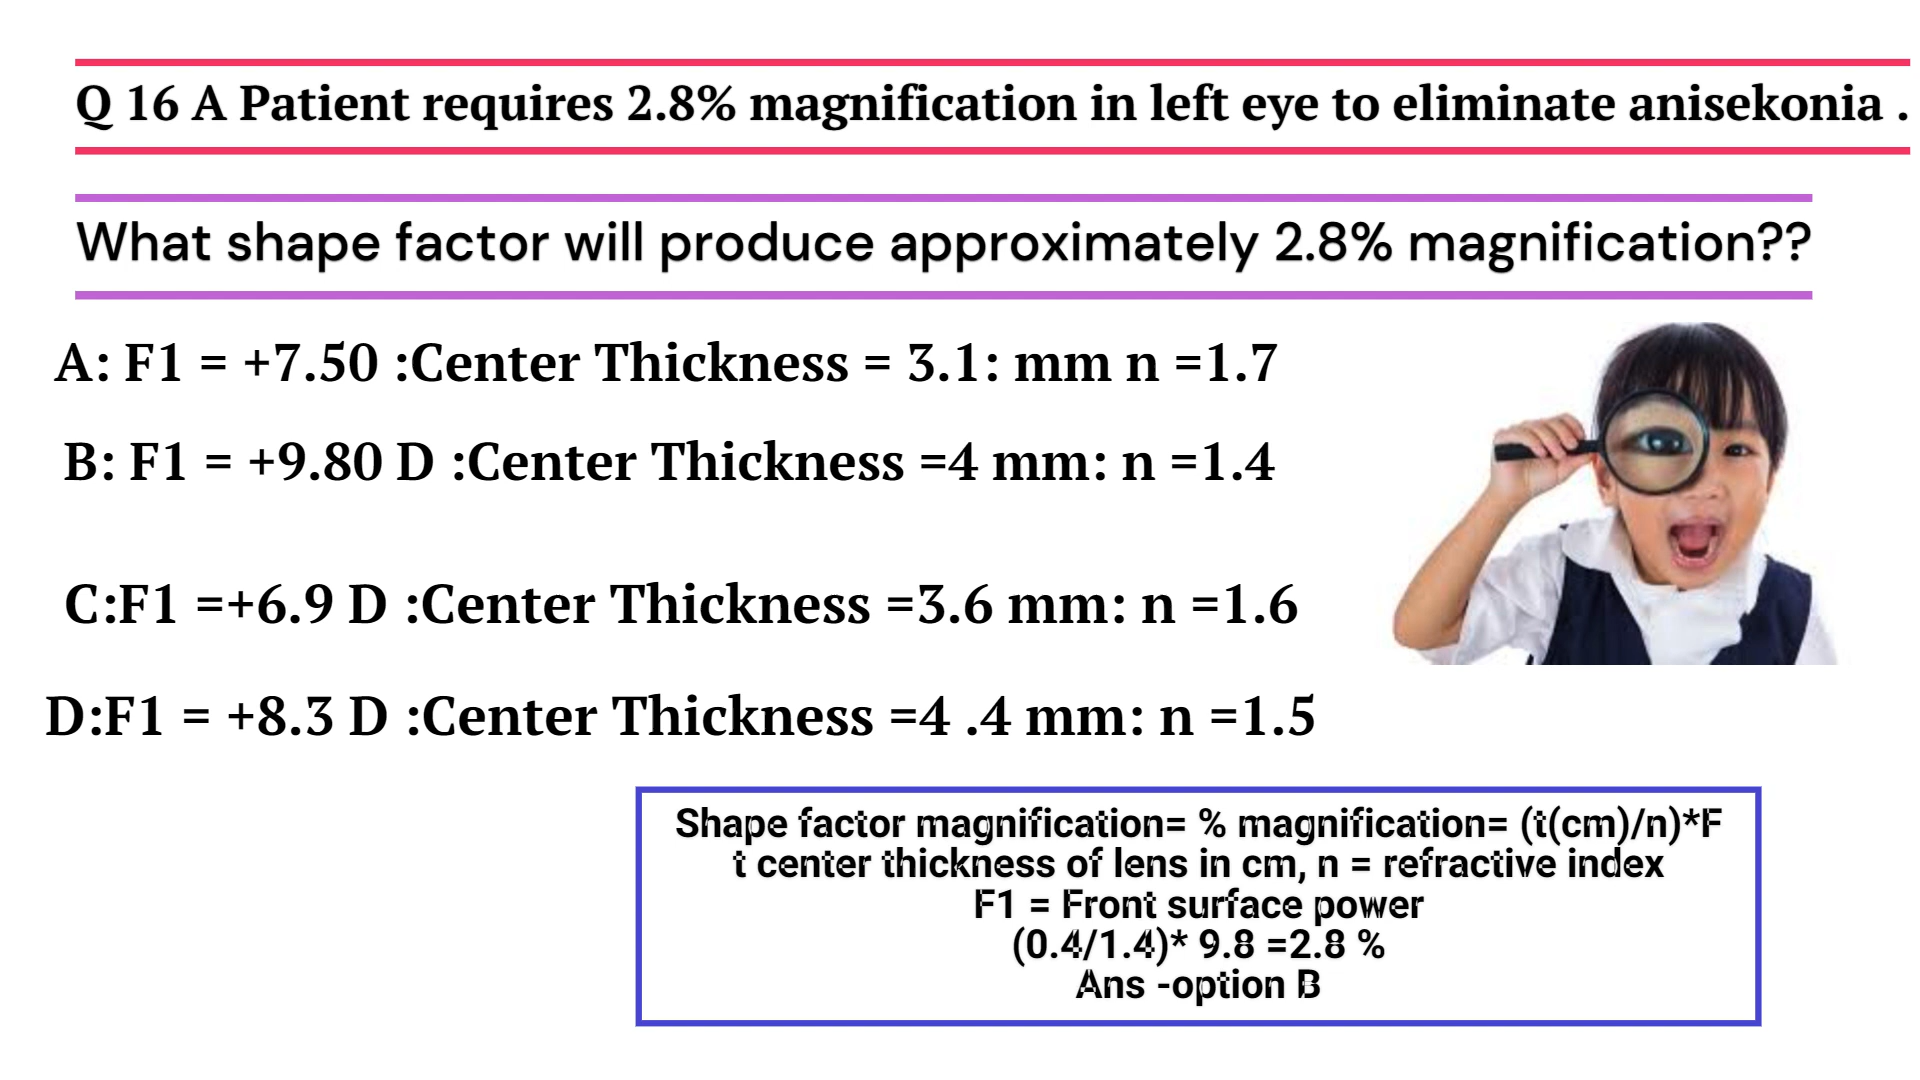 Q 16 A Patient requires 2.8% magnification in left eye to eliminate anisekonia .
What shape factor will produce approximately 2.8% magnification??
A: F1 = +7.50 :Center Thickness = 3.1: mm n =1.7
B: F1 = +9.80 D :Center Thickness =4 mm: n =1.4
C:F1 =+6.9 D :Center Thickness =3.6 mm: n =1.6
D:F1 = +8.3 D :Center Thickness =4 .4 mm: n =1.5
Shape factor magnification= % magnification= (t(cm)/n)*F
t center thickness of lens in cm, n = refractive index
F1 = Front surface power
(0.4/1.4)* 9.8 =2.8 %
Ans -option B